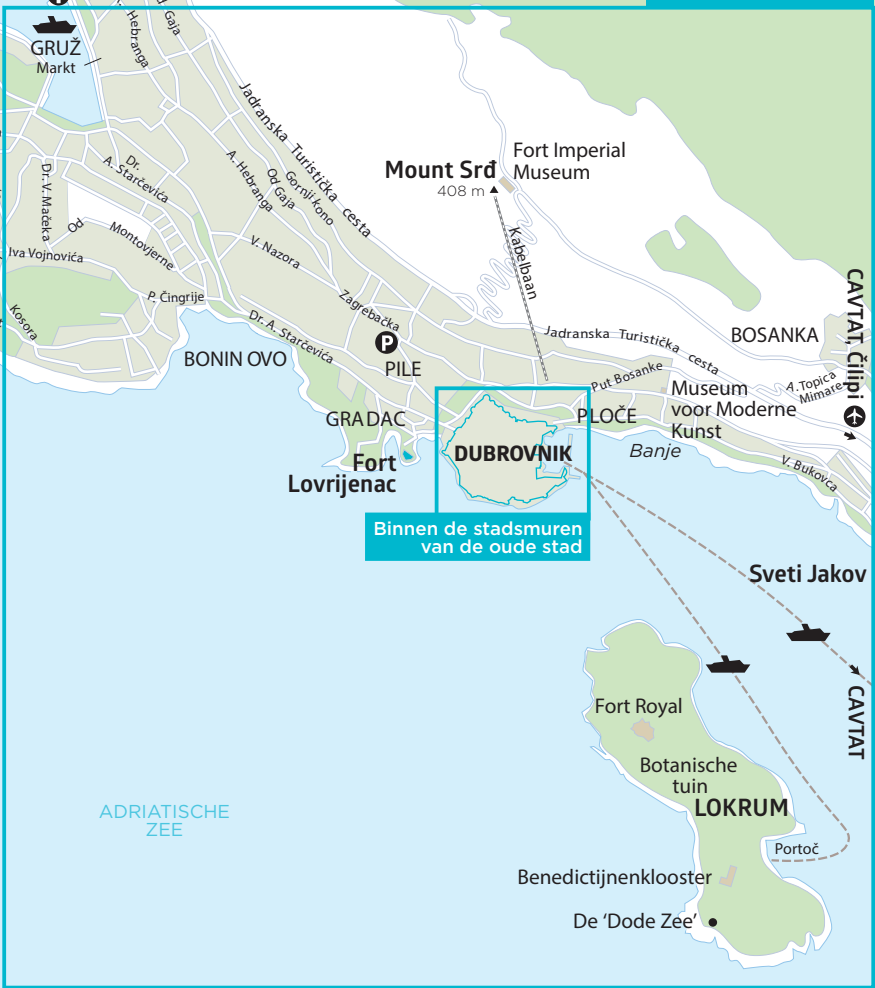 GRUŽ
Markt
A. Hebranga
Od Gaja
Jadranska Turistička cesta
Dr.
A. Starčevića
Dr. V. Mačeka
A. Hebranga
Od Gaja
Gornji kono
Mount Srđ
408 m
Fort Imperial
Museum
Kabelbaan
Od
Montovjerne
Iva Vojnovića
V. Nazora
P. Čingrije
Kosora
Zagrebačka
Dr. A. Starčevića
P
PILE
BONIN OVO
GRADAC
Fort
Lovrijenac
DUBROVNIK
Binnen de stadsmuren
van de oude stad
Jadranska Turistička cesta
BOSANKA
CAVTAT, Čilipi
Put Bosanke
A. Topica
Mimare
Museum
voor Moderne
Kunst
PLOČE
Banje
V. Bukovca
Sveti Jakov
CAVTAT
Fort Royal
Botanische
tuin
LOKRUM
Portoč
Benedictijnenklooster
De 'Dode Zee'
ADRIATISCHE
ZEE